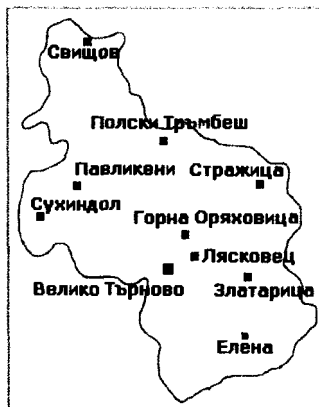 Свищов
Полски Тръмбеш
Павликени
Стражица
Сухиндол
Горна Оряховица
Лясковец
Велико Търново
Златарица
Елена